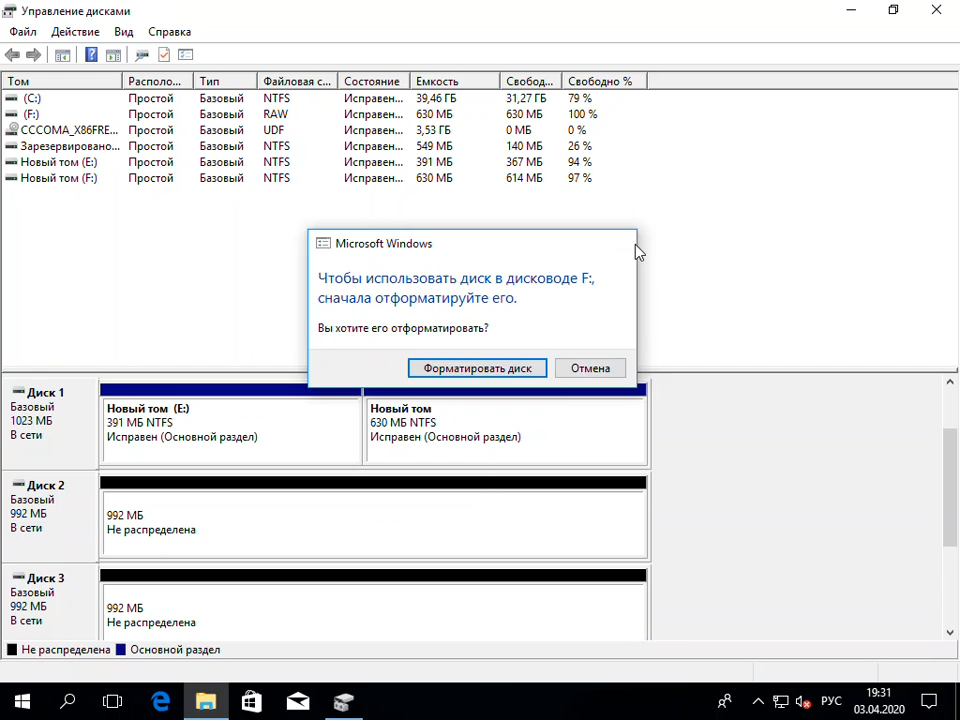 Управление дисками
Файл Действие Вид Справка
Том Располо... Тип Файловая с... Состояние Емкость Свобод... Свободно %
(C:) Простой Базовый NTFS Исправен... 39,46 ГБ 31,27 ГБ 79 %
(F:) Простой Базовый RAW Исправен... 630 МБ 630 МБ 100 %
CCCOMA_X86FRE... Простой Базовый UDF Исправен... 3,53 ГБ 0 МБ 0 %
Зарезервировано... Простой Базовый NTFS Исправен... 549 МБ 140 МБ 26 %
Новый том (E:) Простой Базовый NTFS Исправен... 391 МБ 367 МБ 94 %
Новый том (F:) Простой Базовый NTFS Исправен... 630 МБ 614 МБ 97 %
Microsoft Windows
Чтобы использовать диск в дисководе F:,
сначала отформатируйте его.
Вы хотите его отформатировать?
Форматировать диск Отмена
Диск 1
Базовый
1023 МБ
В сети
Новый том (E:)
391 МБ NTFS
Исправен (Основной раздел)
Новый том
630 МБ NTFS
Исправен (Основной раздел)
Диск 2
Базовый
992 МБ
В сети
992 МБ
Не распределена
Диск 3
Базовый
992 МБ
В сети
992 МБ
Не распределена
Не распределена Основной раздел
РУС
19:31
03.04.2020